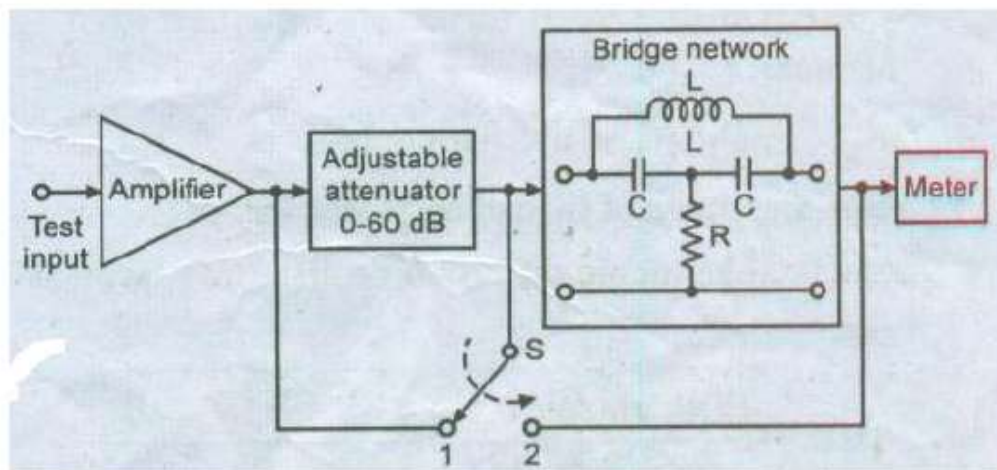 Bridge network
L
L
C
C
R
Amplifier
Adjustable
attenuator
0-60 dB
Meter
Test
input
S
1
2